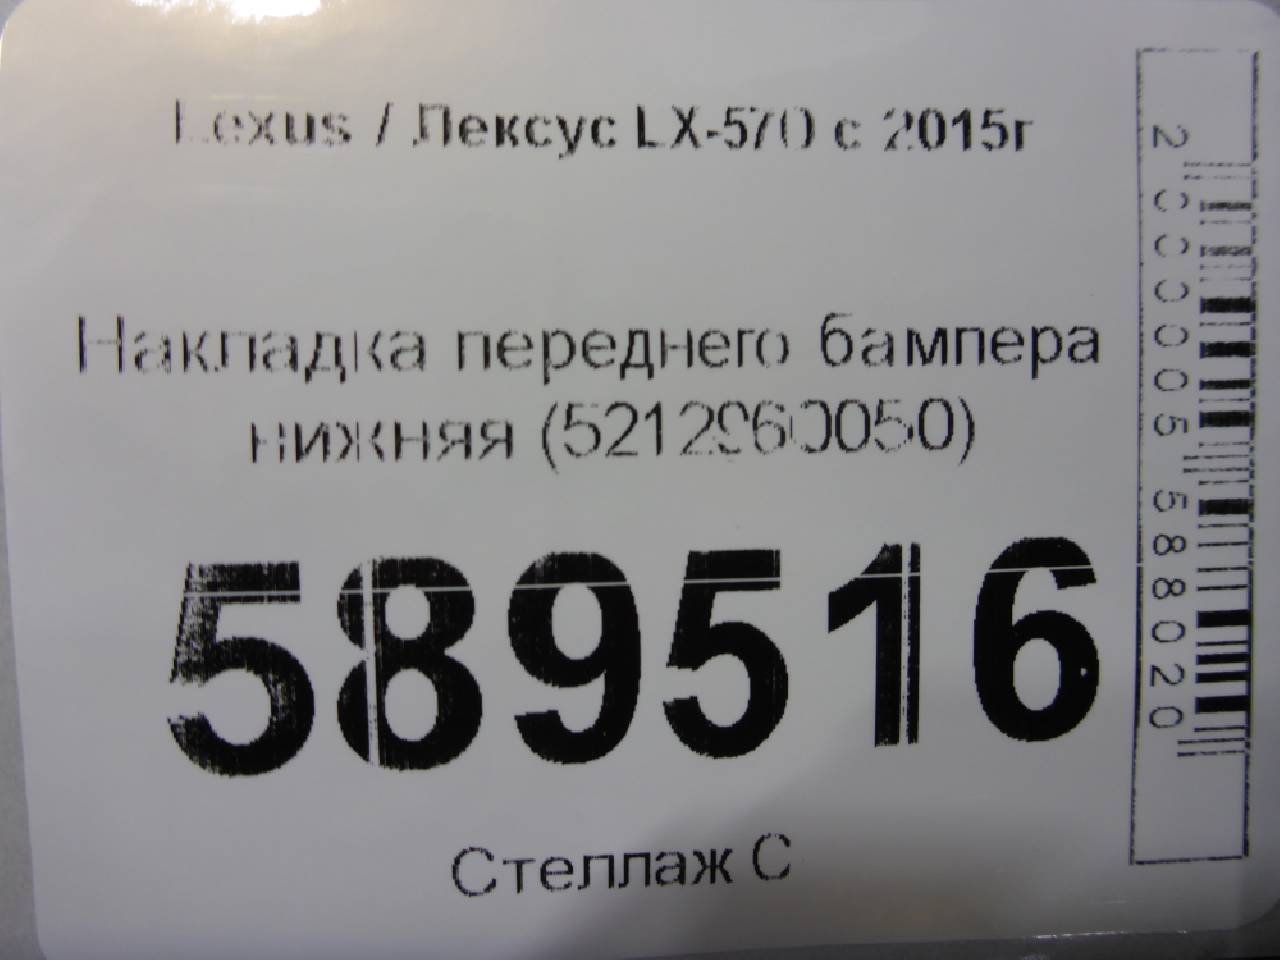 Lexus / Лексус LX-570 с 2015г
Накладка переднего бампера
нижняя (5212960050)
589516
Стеллаж С
2000005588020